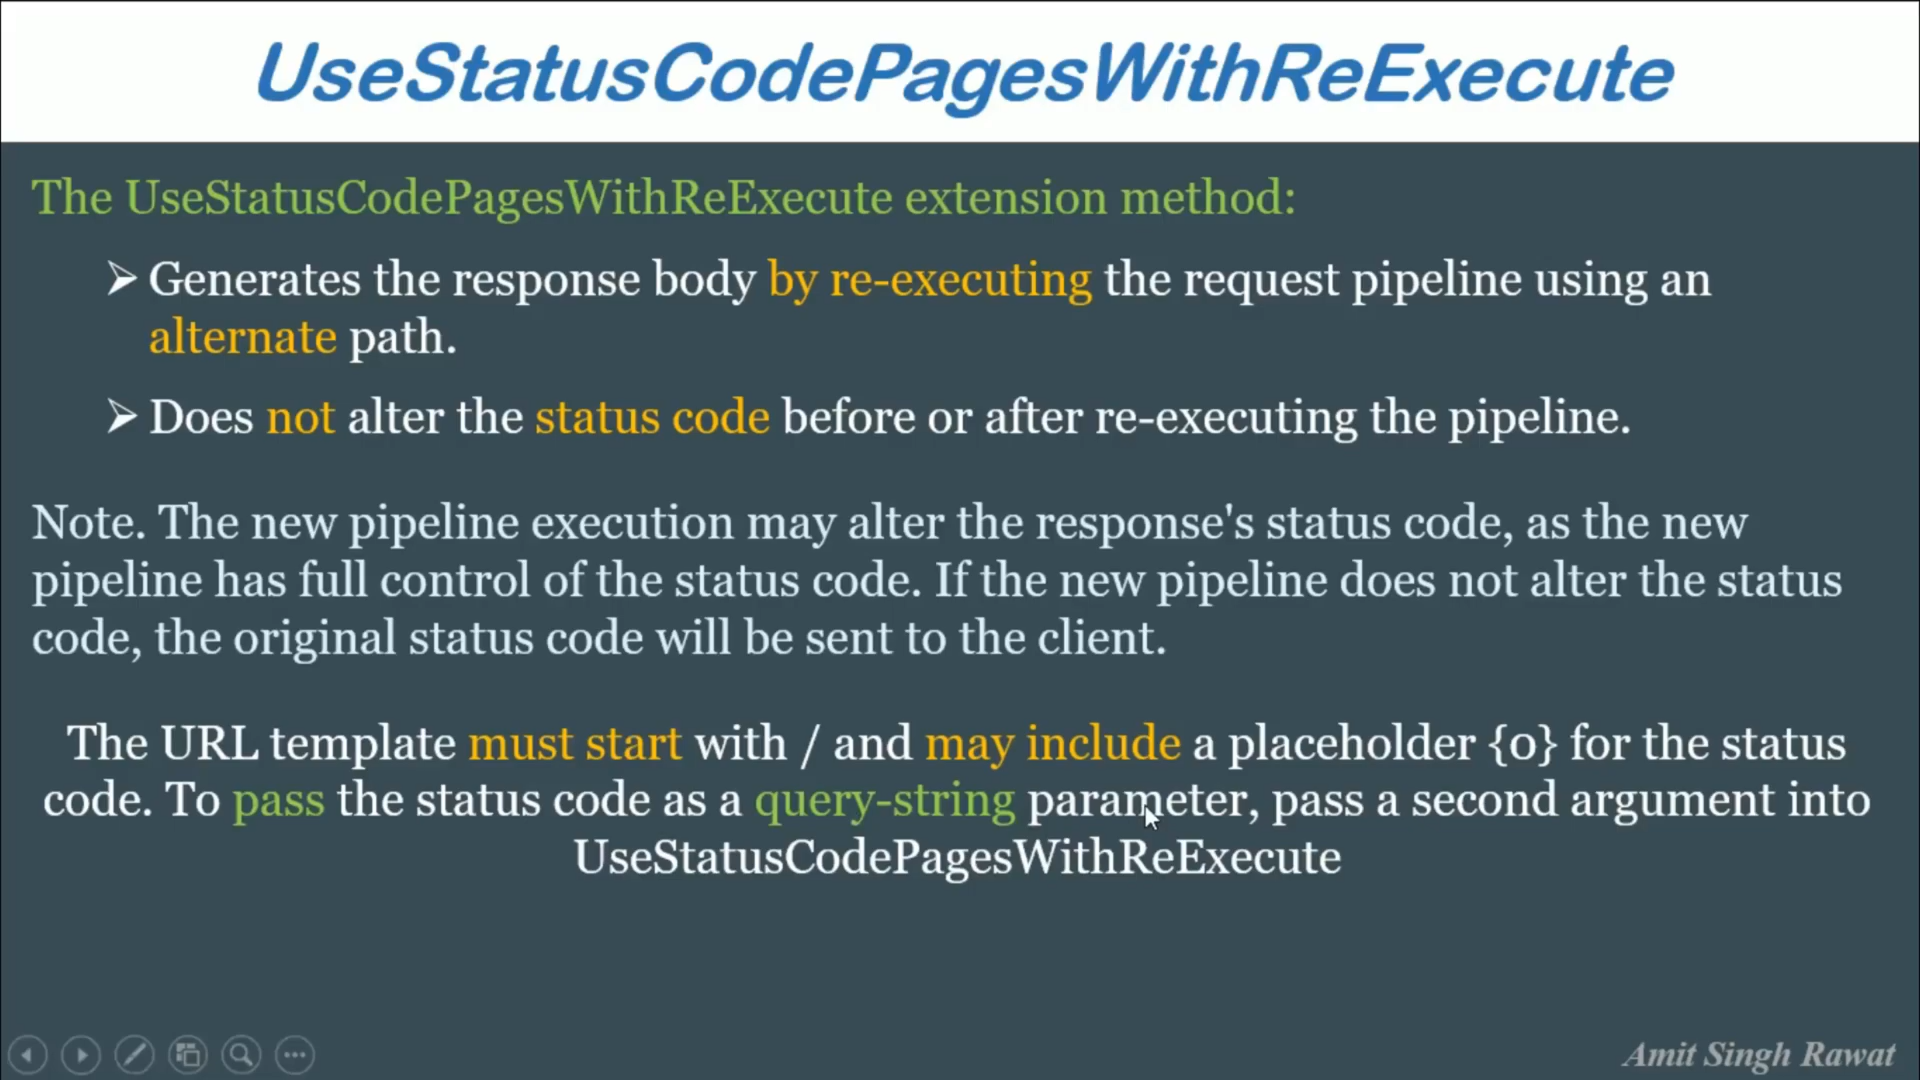 UseStatusCodePagesWithReExecute
The UseStatusCodePagesWithReExecute extension method:
➢ Generates the response body by re-executing the request pipeline using an
alternate path.
➢ Does not alter the status code before or after re-executing the pipeline.
Note. The new pipeline execution may alter the response's status code, as the new
pipeline has full control of the status code. If the new pipeline does not alter the status
code, the original status code will be sent to the client.
The URL template must start with / and may include a placeholder {0} for the status
code. To pass the status code as a query-string parameter, pass a second argument into
UseStatusCodePagesWithReExecute
Amit Singh Rawat